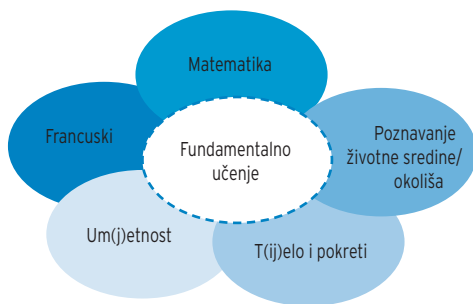 Matematika
Francuski
Fundamentalno
učenje
Poznavanje
životne sredine/
okoliša
Um(j)etnost
T(ij)elo i pokreti